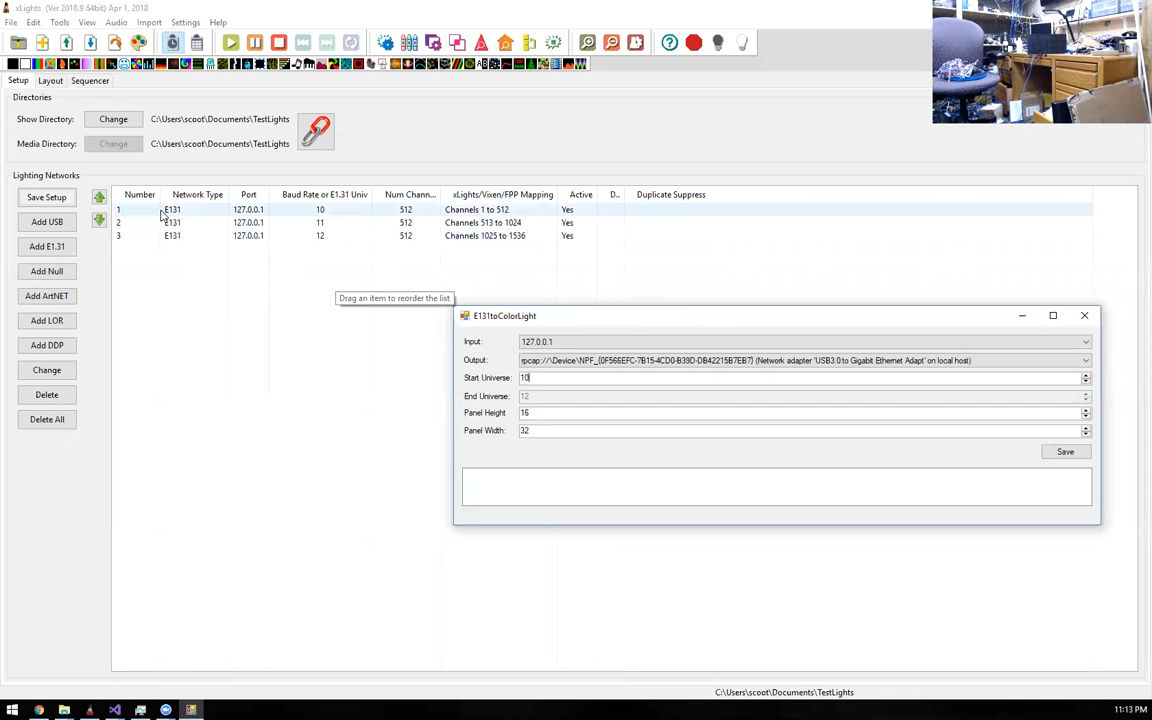 xLights (Ver 2018.9 64bit) Apr 1, 2018
File Edit Tools View Audio Import Settings Help
Setup Layout Sequencer
Directories
Show Directory: Change C:\Users\scoot\Documents\TestLights
Media Directory: Change C:\Users\scoot\Documents\TestLights
Lighting Networks
Save Setup
Add USB
Add E1.31
Add Null
Add ArtNET
Add LOR
Add DDP
Change
Delete
Delete All
Number Network Type Port Baud Rate or E1.31 Univ Num Chann... xLights/Vixen/FPP Mapping Active D.. Duplicate Suppress
1 E131 127.0.0.1 10 512 Channels 1 to 512 Yes
2 E131 127.0.0.1 11 512 Channels 513 to 1024 Yes
3 E131 127.0.0.1 12 512 Channels 1025 to 1536 Yes
Drag an item to reorder the list
E131toColorLight
Input: 127.0.0.1
Output: rpcap://\Device\NPF_{0F566EFC-7B15-4CD0-B39D-DB42215B7EB7} (Network adapter 'USB3.0 to Gigabit Ethernet Adapt' on local host)
Start Universe: 10
End Universe: 12
Panel Height 16
Panel Width: 32
Save
C:\Users\scoot\Documents\TestLights
11:13 PM